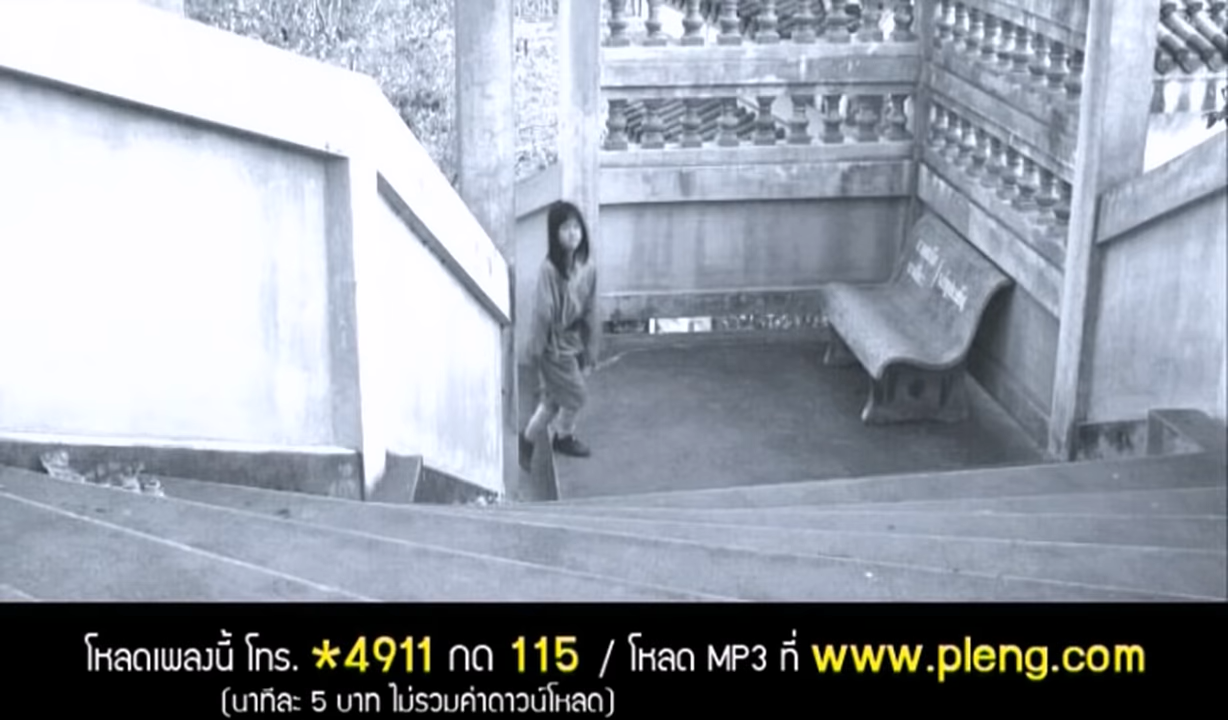 โหลดเพลงนี้ โทร. *4911 กด 115 / โหลด MP3 ที่ www.pleng.com
(นาทีละ 5 บาท ไม่รวมค่าดาวน์โหลด)